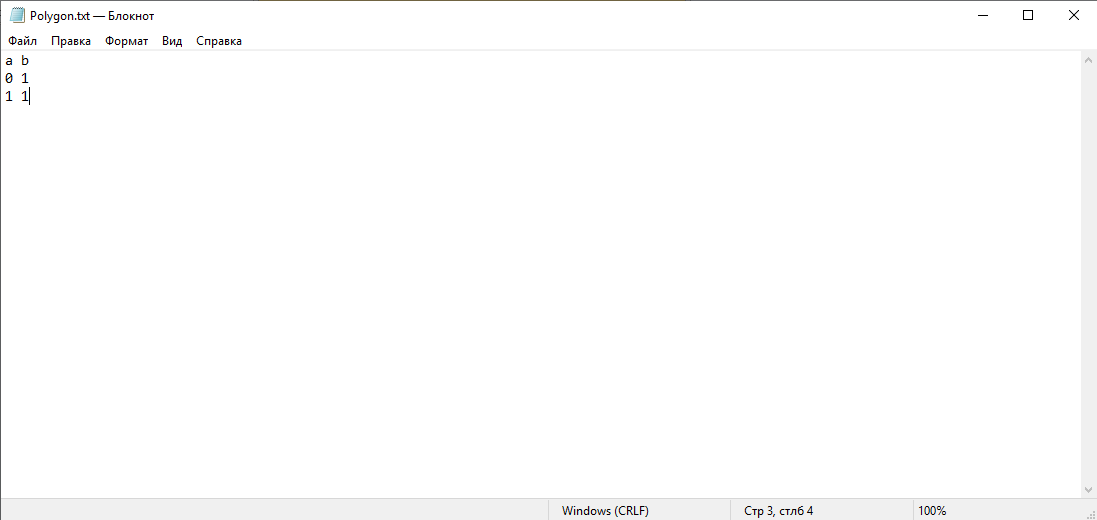 Polygon.txt — Блокнот
Файл Правка Формат Вид Справка
a b
0 1
1 1
Windows (CRLF) Стр 3, стлб 4 100%